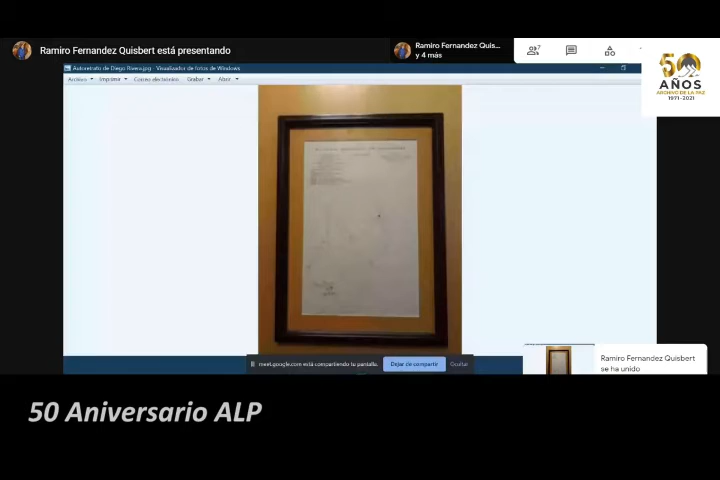 Ramiro Fernandez Quisbert está presentando
Ramiro Fernandez Quis...
y 4 más
7
50
AÑOS
ARCHIVO DE LA PAZ
1971-2021
Autorretrato de Diego Rivera.jpg - Visualizador de fotos de Windows
Archivo Imprimir Correo electrónico Grabar Abrir
meet.google.com está compartiendo tu pantalla.
Dejar de compartir
Ocultar
Ramiro Fernandez Quisbert
se ha unido
50 Aniversario ALP